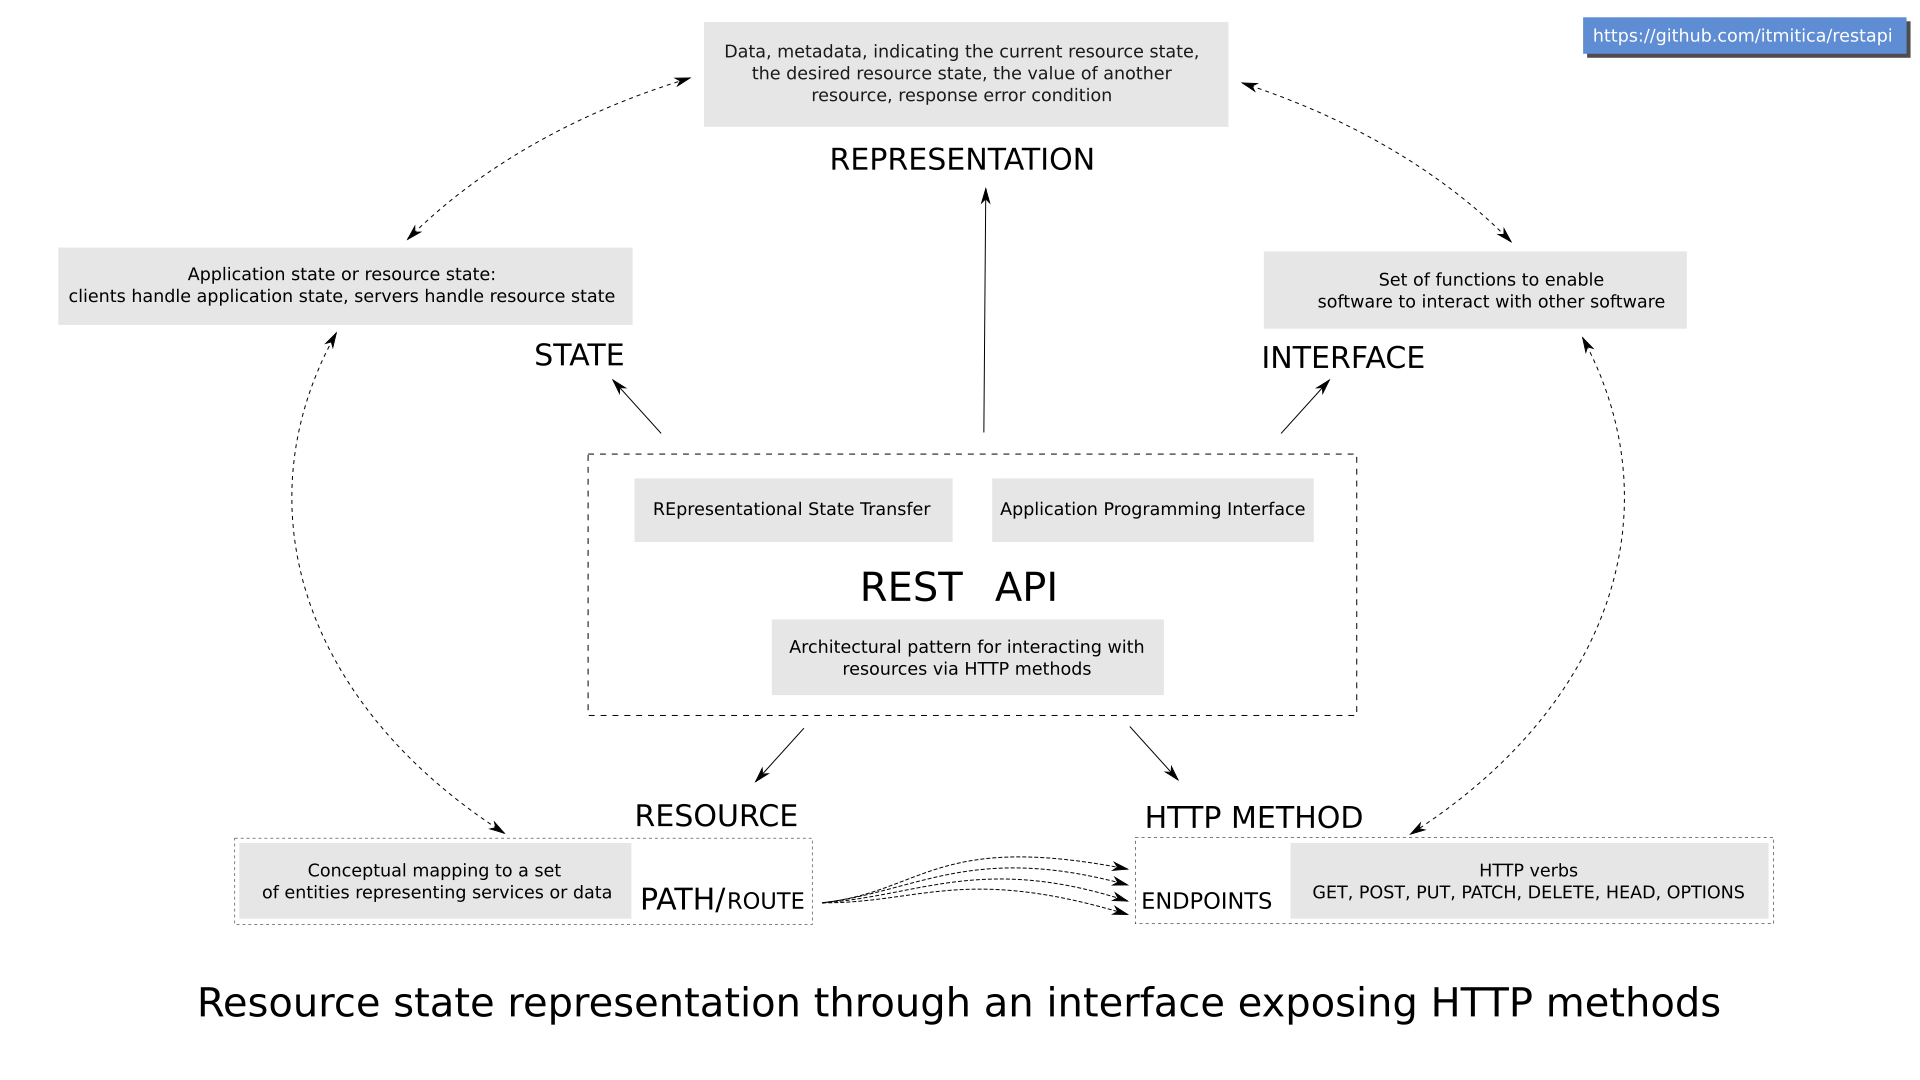 https://github.com/itmitica/restapi
Data, metadata, indicating the current resource state,
the desired resource state, the value of another
resource, response error condition
REPRESENTATION
Application state or resource state:
clients handle application state, servers handle resource state
STATE
Set of functions to enable
software to interact with other software
INTERFACE
REpresentational State Transfer
Application Programming Interface
REST API
Architectural pattern for interacting with
resources via HTTP methods
RESOURCE
Conceptual mapping to a set
of entities representing services or data
PATH/ROUTE
HTTP METHOD
ENDPOINTS
HTTP verbs
GET, POST, PUT, PATCH, DELETE, HEAD, OPTIONS
Resource state representation through an interface exposing HTTP methods